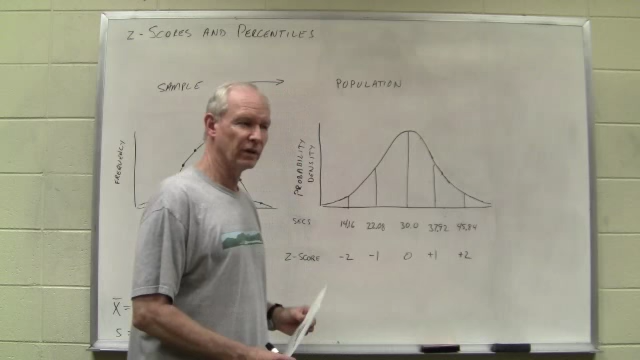 Z-SCORES AND PERCENTILES
SAMPLE → POPULATION
FREQUENCY
PROBABILITY
DENSITY
SECS 14.16 22.08 30.0 37.92 45.84
Z-SCORE -2 -1 0 +1 +2
X̅ =
S =